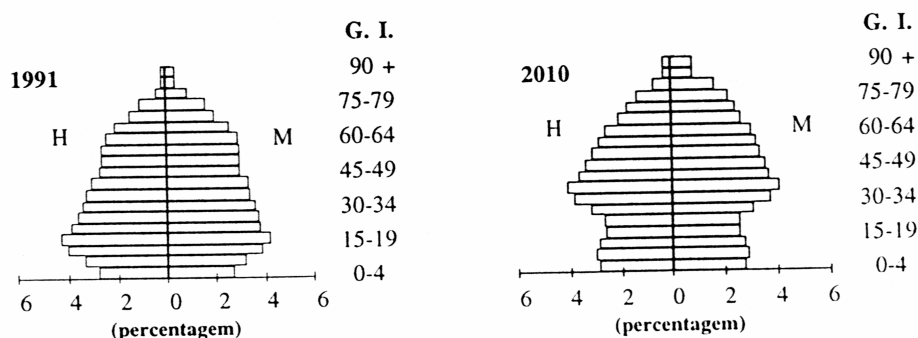 G. I.
1991
90 +
75-79
H
M
60-64
45-49
30-34
15-19
0-4
6 4 2 0 2 4 6
(percentagem)
G. I.
2010
90 +
75-79
H
M
60-64
45-49
30-34
15-19
0-4
6 4 2 0 2 4 6
(percentagem)